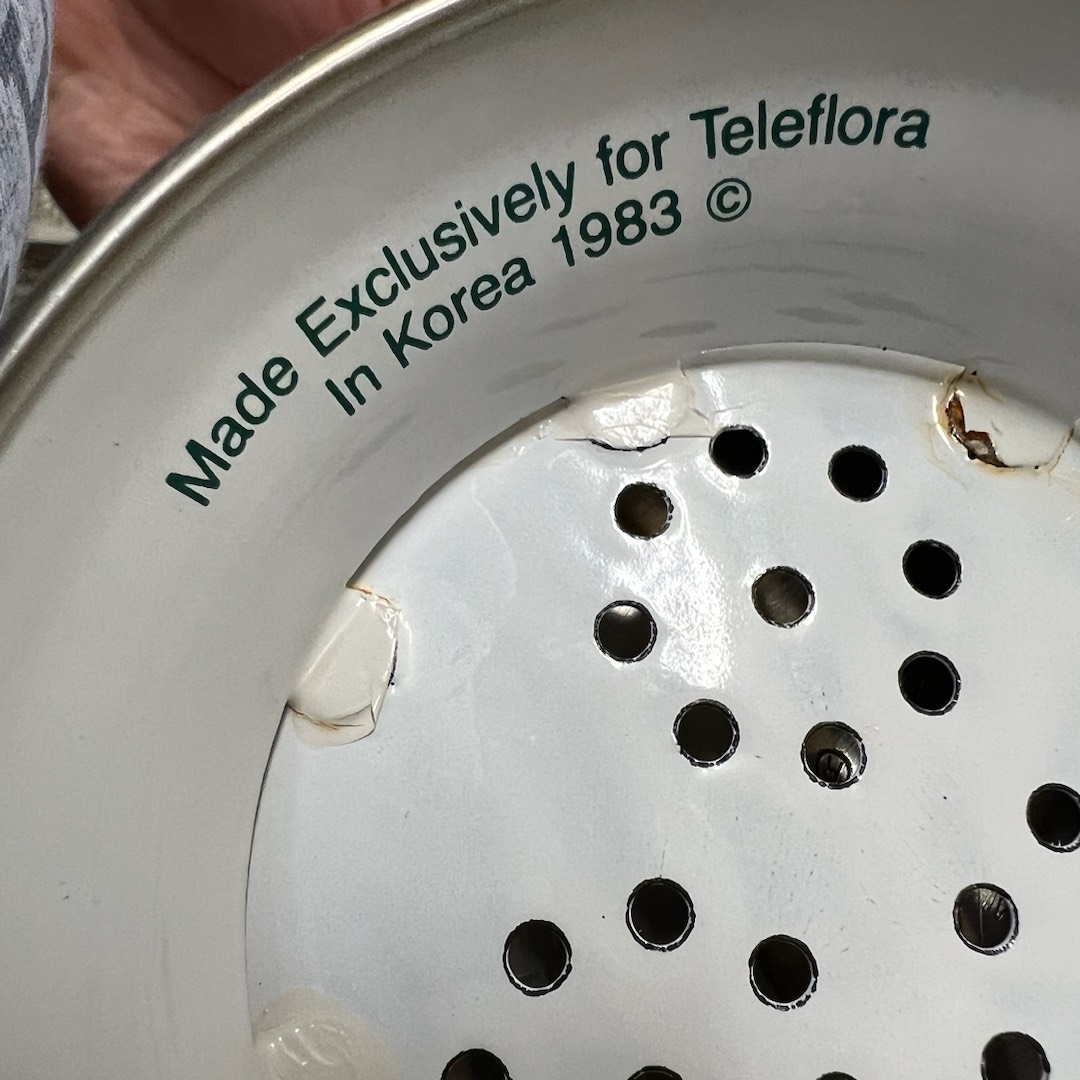 Made Exclusively for Teleflora
In Korea 1983 ©